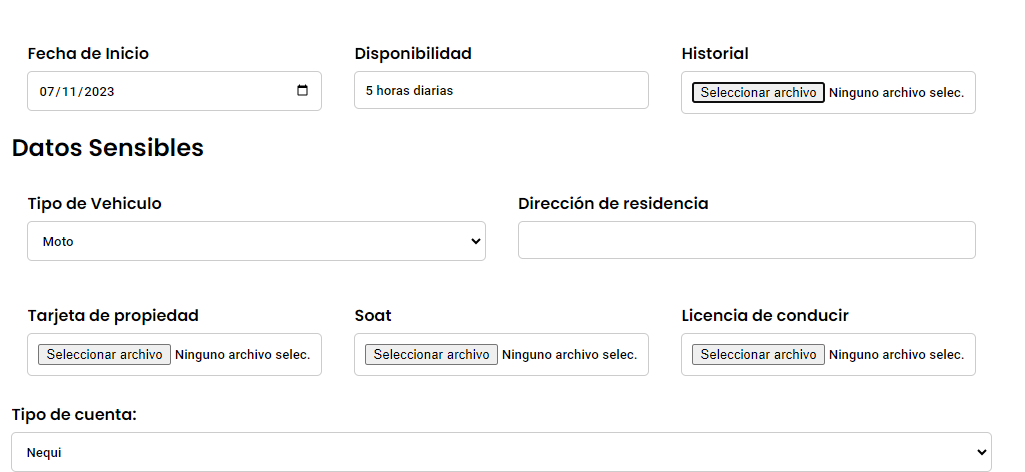 Fecha de Inicio Disponibilidad Historial
07/11/2023 5 horas diarias Seleccionar archivo Ninguno archivo selec.
Datos Sensibles
Tipo de Vehiculo Dirección de residencia
Moto
Tarjeta de propiedad Soat Licencia de conducir
Seleccionar archivo Ninguno archivo selec. Seleccionar archivo Ninguno archivo selec. Seleccionar archivo Ninguno archivo selec.
Tipo de cuenta:
Nequi